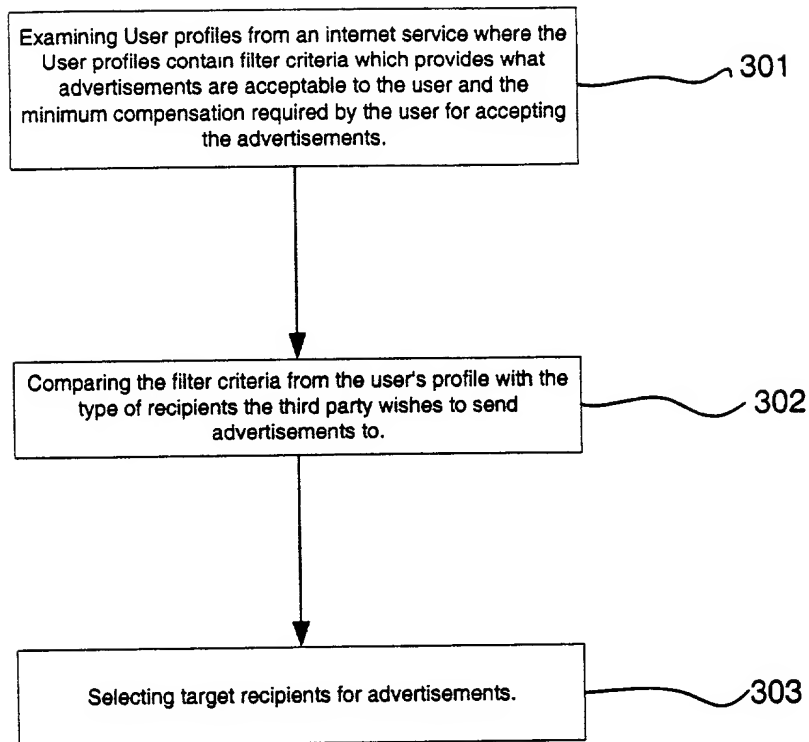 Examining User profiles from an internet service where the
User profiles contain filter criteria which provides what
advertisements are acceptable to the user and the
minimum compensation required by the user for accepting
the advertisements.
301
Comparing the filter criteria from the user's profile with the
type of recipients the third party wishes to send
advertisements to.
302
Selecting target recipients for advertisements.
303